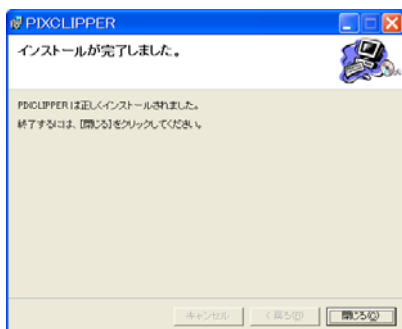 PIXCLIPPER
インストールが完了しました。
PIXCLIPPER は正しくインストールされました。
終了するには、[閉じる]をクリックしてください。
キャンセル
< 戻る(B)
閉じる(C)